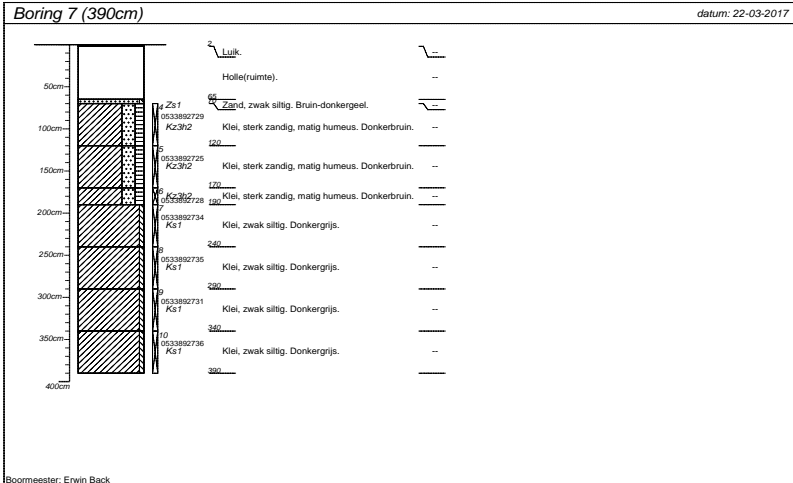 Boring 7 (390cm) datum: 22-03-2017
2 Luik. --
Holle(ruimte). --
50cm
65
70 Zs1 Zand, zwak siltig. Bruin-donkergeel. --
4
0533892729
100cm Kz3h2 Klei, sterk zandig, matig humeus. Donkerbruin. --
120
5
0533892725
150cm Kz3h2 Klei, sterk zandig, matig humeus. Donkerbruin. --
170
6
Kz3h2 Klei, sterk zandig, matig humeus. Donkerbruin. --
0533892728 190
200cm 7
0533892734
Ks1 Klei, zwak siltig. Donkergrijs. --
240
250cm 8
0533892735
Ks1 Klei, zwak siltig. Donkergrijs. --
290
300cm 9
0533892731
Ks1 Klei, zwak siltig. Donkergrijs. --
340
350cm 10
0533892736
Ks1 Klei, zwak siltig. Donkergrijs. --
390
400cm
Boormeester: Erwin Back